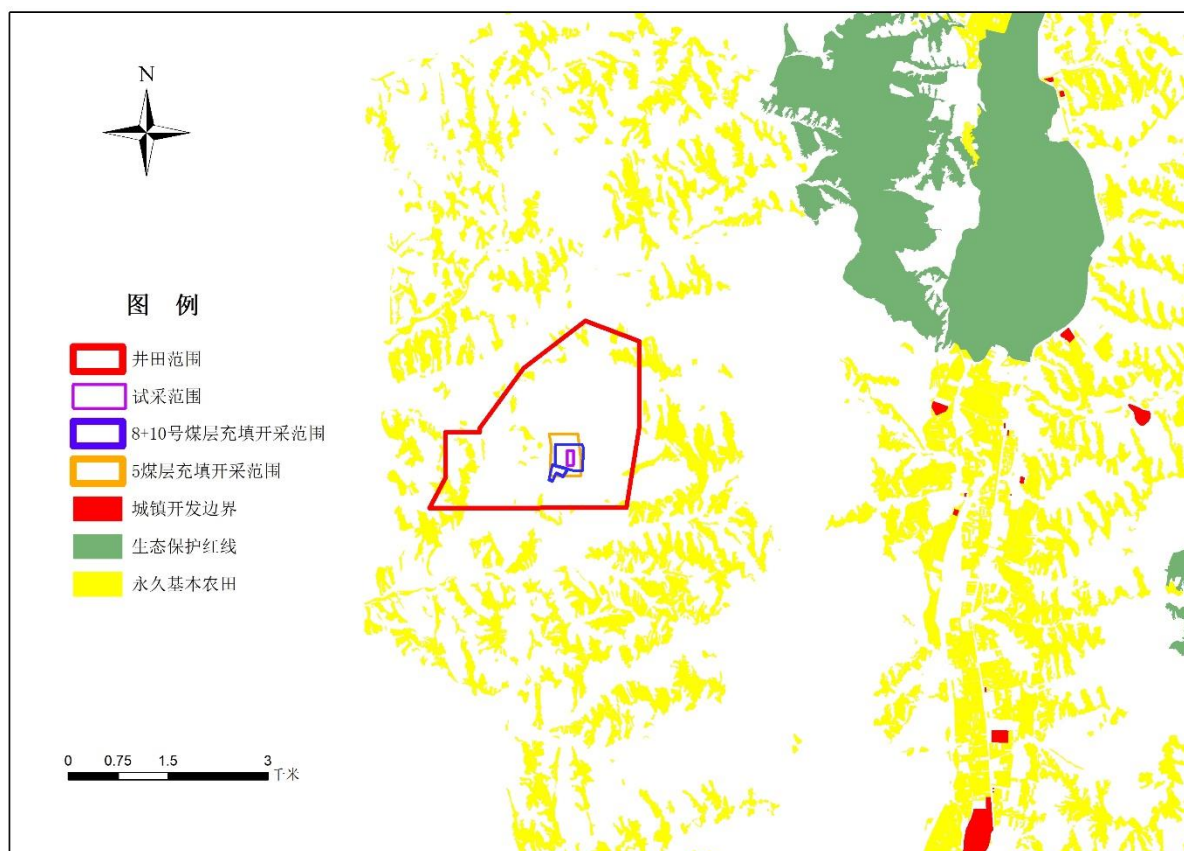 N
图 例
井田范围
试采范围
8+10号煤层充填开采范围
5煤层充填开采范围
城镇开发边界
生态保护红线
永久基本农田
0 0.75 1.5 3
千米